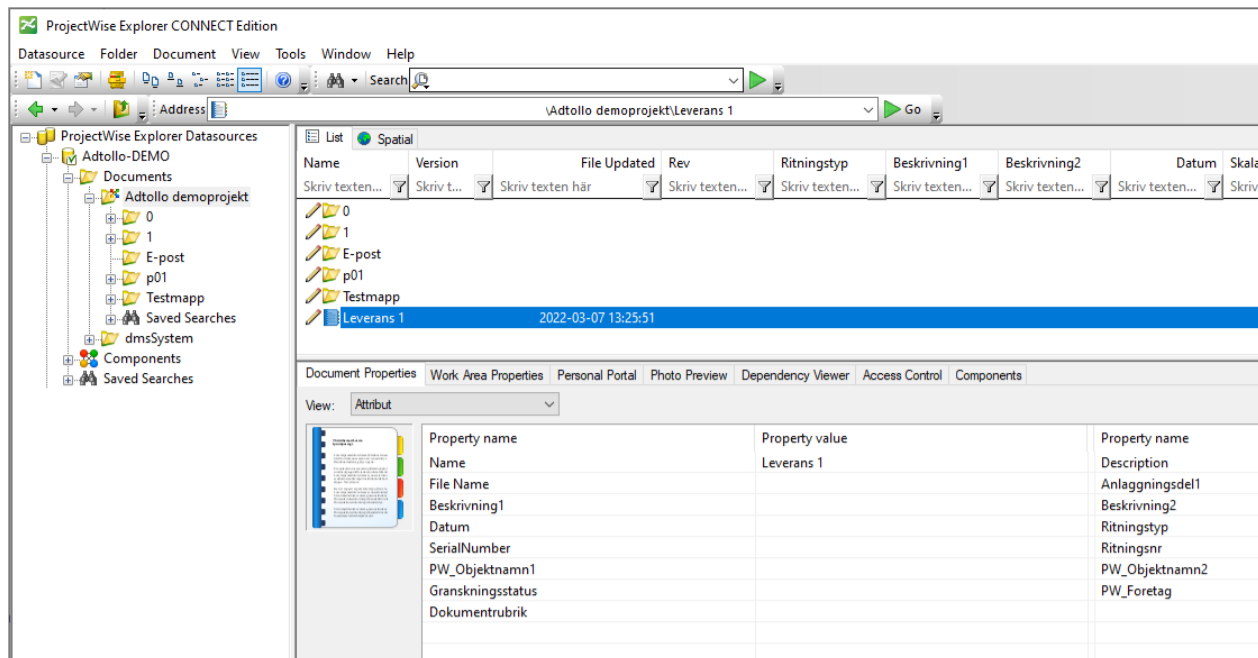 ProjectWise Explorer CONNECT Edition
Datasource Folder Document View Tools Window Help
Search
Address \Adtollo demoprojekt\Leverans 1 Go
ProjectWise Explorer Datasources
Adtollo-DEMO
Documents
Adtollo demoprojekt
0
1
E-post
p01
Testmapp
Saved Searches
dmsSystem
Components
Saved Searches
List Spatial
Name Version File Updated Rev Ritningstyp Beskrivning1 Beskrivning2 Datum Skala
Skriv texten... Skriv t... Skriv texten här Skriv texten... Skriv texten... Skriv texten... Skriv texten... Skriv texten... Skriv
0
1
E-post
p01
Testmapp
Leverans 1 2022-03-07 13:25:51
Document Properties Work Area Properties Personal Portal Photo Preview Dependency Viewer Access Control Components
View: Attribut
Property name Property value Property name
Name Leverans 1 Description
File Name Anlaggningsdel1
Beskrivning1 Beskrivning2
Datum Ritningstyp
SerialNumber Ritningsnr
PW_Objektnamn1 PW_Objektnamn2
Granskningsstatus PW_Foretag
Dokumentrubrik